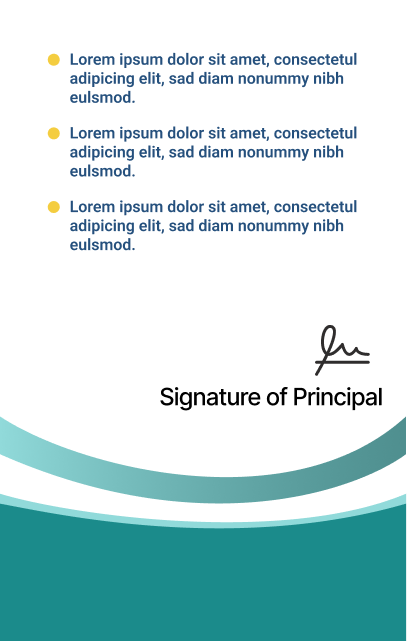 Lorem ipsum dolor sit amet, consectetul
adipicing elit, sad diam nonummy nibh
eulsmod.
Lorem ipsum dolor sit amet, consectetul
adipicing elit, sad diam nonummy nibh
eulsmod.
Lorem ipsum dolor sit amet, consectetul
adipicing elit, sad diam nonummy nibh
eulsmod.
Signature of Principal